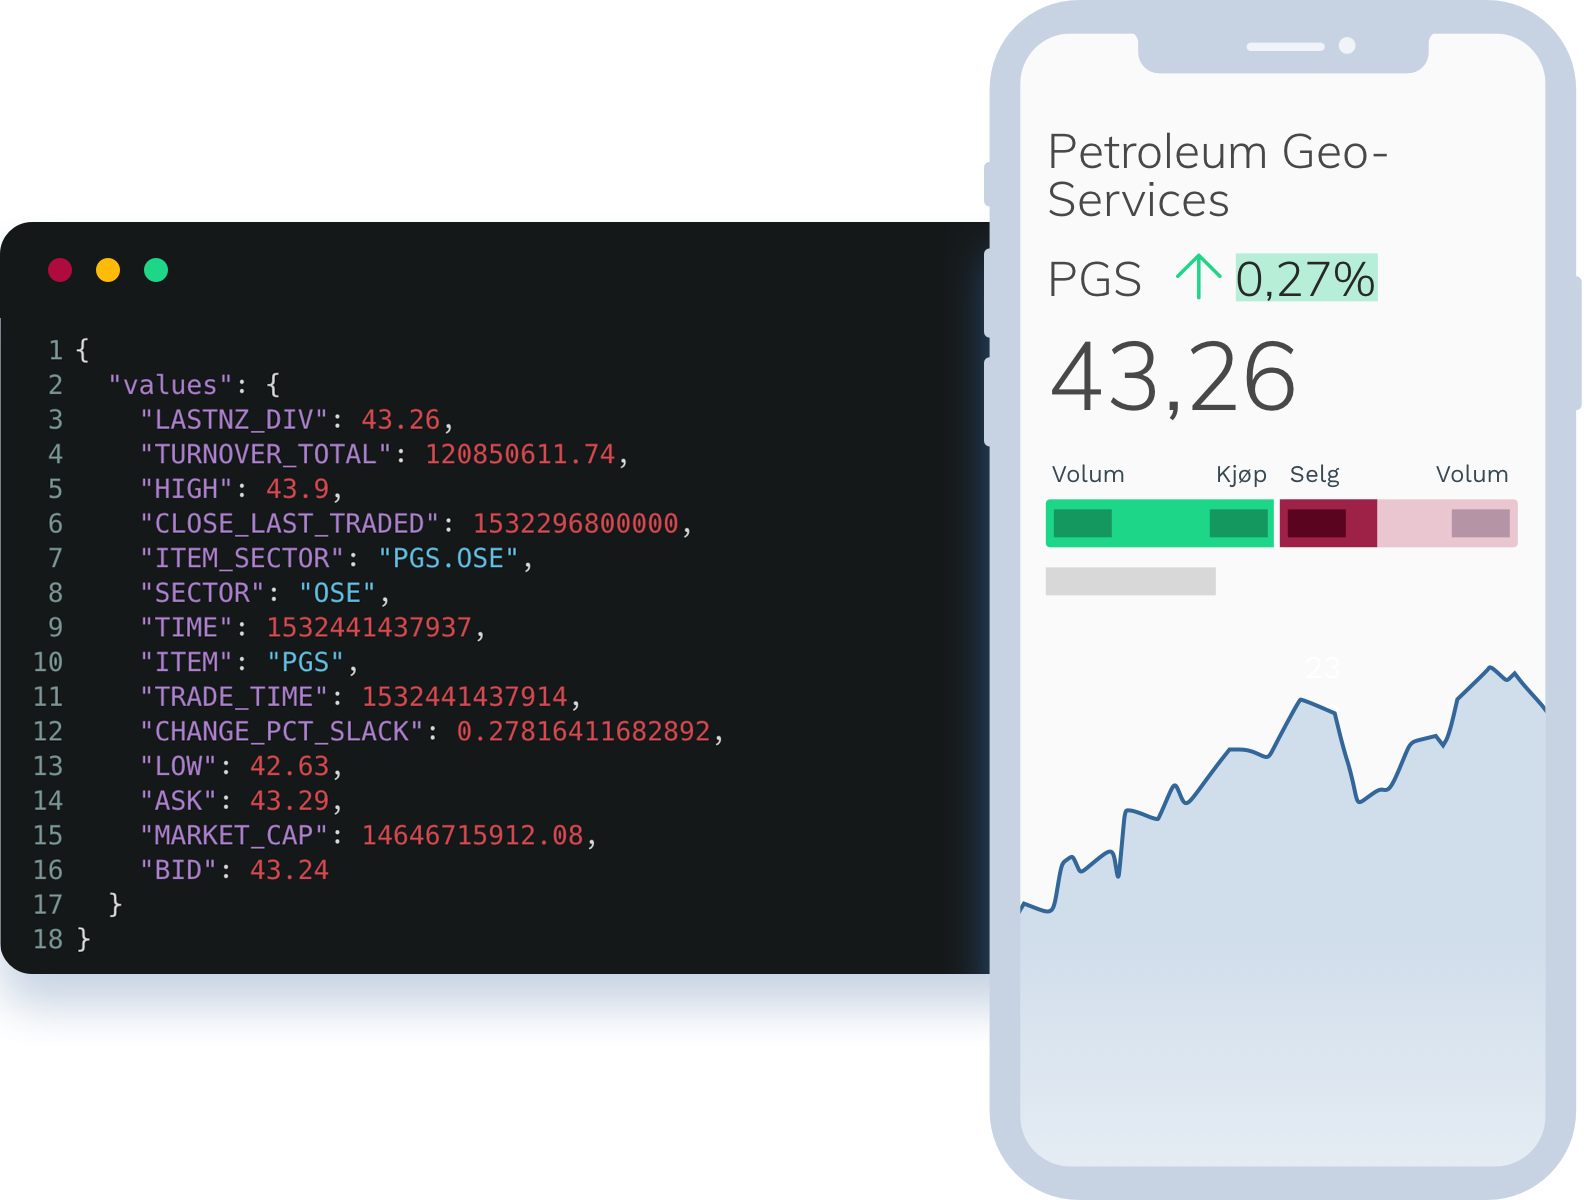 1 {
2 "values": {
3 "LASTNZ_DIV": 43.26,
4 "TURNOVER_TOTAL": 120850611.74,
5 "HIGH": 43.9,
6 "CLOSE_LAST_TRADED": 1532296800000,
7 "ITEM_SECTOR": "PGS.OSE",
8 "SECTOR": "OSE",
9 "TIME": 1532441437937,
10 "ITEM": "PGS",
11 "TRADE_TIME": 1532441437914,
12 "CHANGE_PCT_SLACK": 0.27816411682892,
13 "LOW": 42.63,
14 "ASK": 43.29,
15 "MARKET_CAP": 14646715912.08,
16 "BID": 43.24
17 }
18 }
Petroleum Geo-
Services
PGS 0,27%
43,26
Volum Kjøp Selg Volum
23